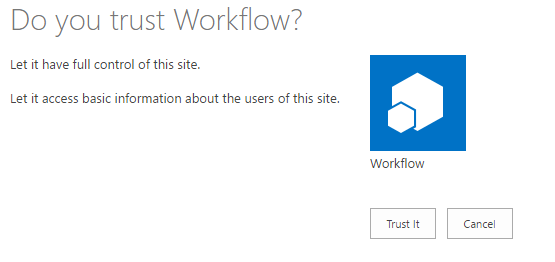 Do you trust Workflow?
Let it have full control of this site.
Let it access basic information about the users of this site.
Workflow
Trust It
Cancel